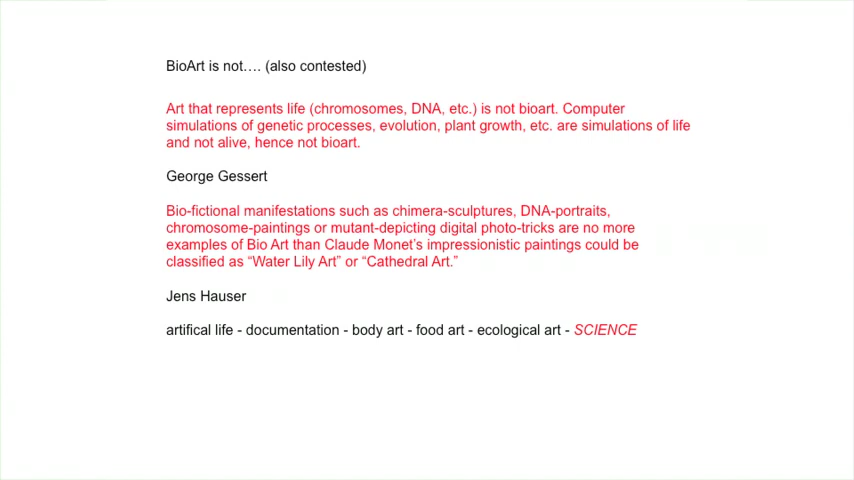 BioArt is not.... (also contested)
Art that represents life (chromosomes, DNA, etc.) is not bioart. Computer
simulations of genetic processes, evolution, plant growth, etc. are simulations of life
and not alive, hence not bioart.
George Gessert
Bio-fictional manifestations such as chimera-sculptures, DNA-portraits,
chromosome-paintings or mutant-depicting digital photo-tricks are no more
examples of Bio Art than Claude Monet’s impressionistic paintings could be
classified as “Water Lily Art” or “Cathedral Art.”
Jens Hauser
artifical life - documentation - body art - food art - ecological art - SCIENCE